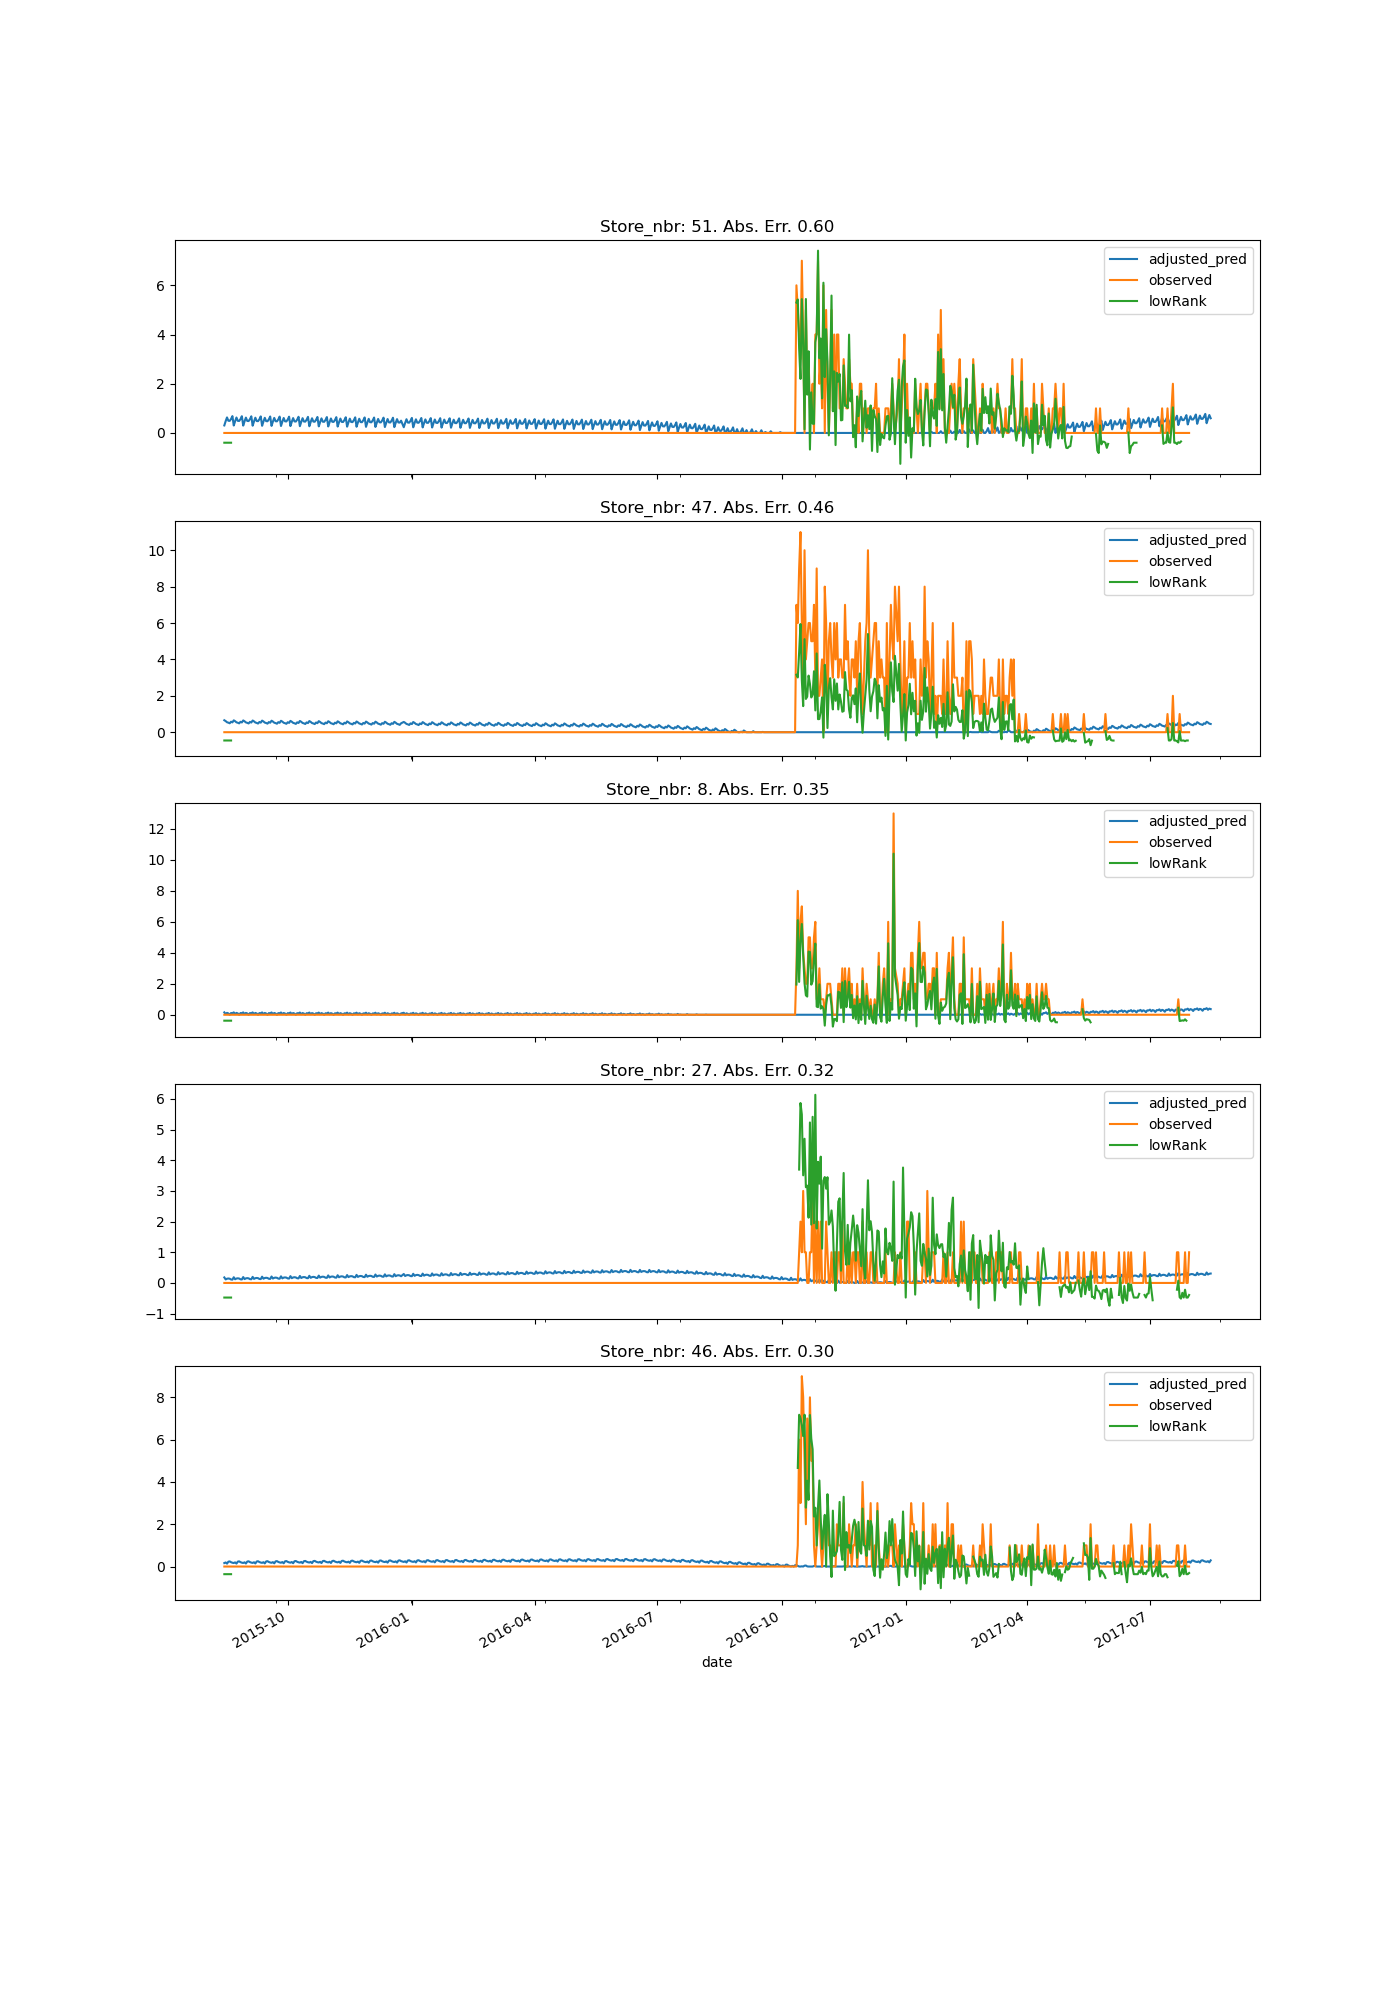 Store_nbr: 51. Abs. Err. 0.60
adjusted_pred
observed
lowRank
6
4
2
0
Store_nbr: 47. Abs. Err. 0.46
adjusted_pred
observed
lowRank
10
8
6
4
2
0
Store_nbr: 8. Abs. Err. 0.35
adjusted_pred
observed
lowRank
12
10
8
6
4
2
0
Store_nbr: 27. Abs. Err. 0.32
adjusted_pred
observed
lowRank
6
5
4
3
2
1
0
−1
Store_nbr: 46. Abs. Err. 0.30
adjusted_pred
observed
lowRank
8
6
4
2
0
2015-10 2016-01 2016-04 2016-07 2016-10 2017-01 2017-04 2017-07
date